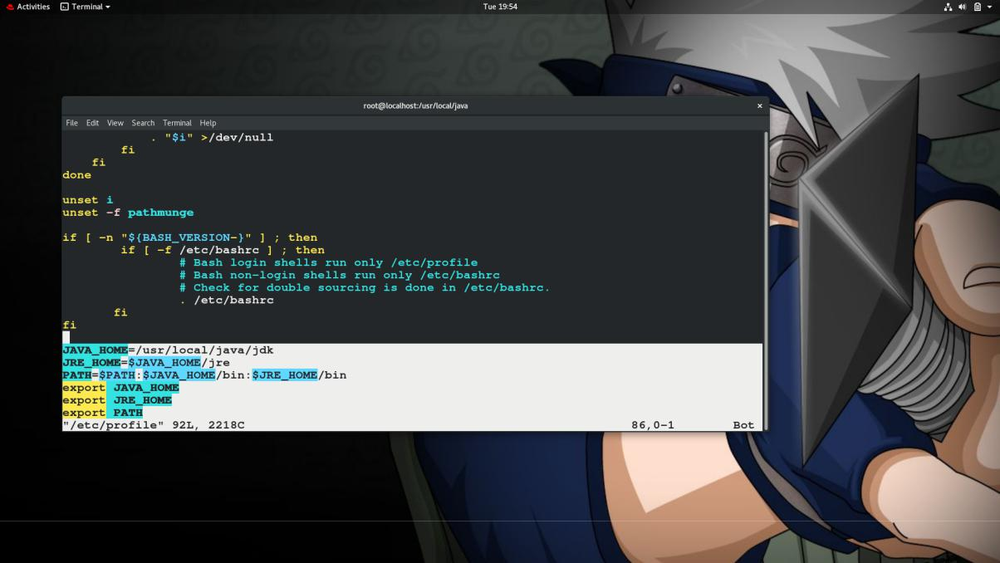 Activities Terminal Tue 19:54
root@localhost:/usr/local/java ×
File Edit View Search Terminal Help
. "$i" >/dev/null
fi
fi
done
unset i
unset -f pathmunge
if [ -n "${BASH_VERSION-}" ] ; then
if [ -f /etc/bashrc ] ; then
# Bash login shells run only /etc/profile
# Bash non-login shells run only /etc/bashrc
# Check for double sourcing is done in /etc/bashrc.
. /etc/bashrc
fi
fi
JAVA_HOME=/usr/local/java/jdk
JRE_HOME=$JAVA_HOME/jre
PATH=$PATH:$JAVA_HOME/bin:$JRE_HOME/bin
export JAVA_HOME
export JRE_HOME
export PATH
"/etc/profile" 92L, 2218C 86,0-1 Bot